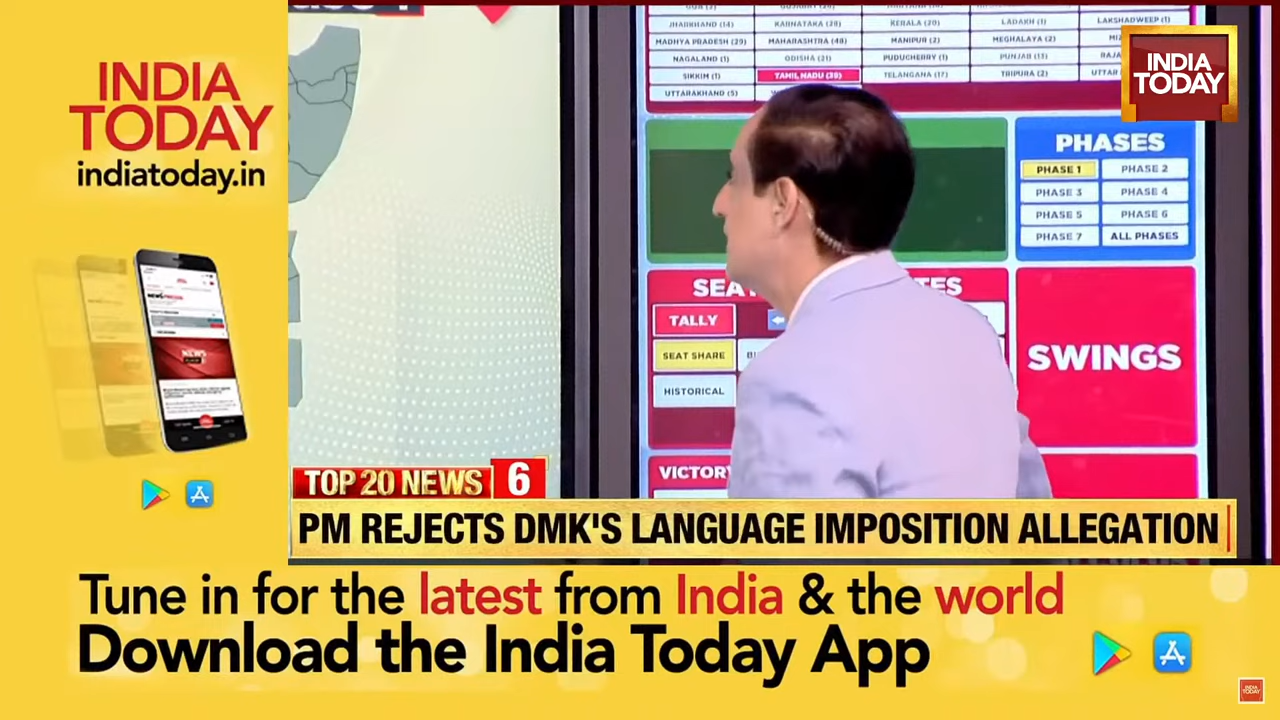 INDIA
TODAY
indiatoday.in
JHARKHAND (14)
KARNATAKA (28)
KERALA (20)
LADAKH (1)
LAKSHADWEEP (1)
MADHYA PRADESH (29)
MAHARASHTRA (48)
MANIPUR (2)
MEGHALAYA (2)
NAGALAND (1)
ODISHA (21)
PUDUCHERRY (1)
PUNJAB (13)
SIKKIM (1)
TAMIL NADU (39)
TELANGANA (17)
TRIPURA (2)
UTTAR
UTTARAKHAND (5)
INDIA
TODAY
PHASES
PHASE 1
PHASE 2
PHASE 3
PHASE 4
PHASE 5
PHASE 6
PHASE 7
ALL PHASES
TALLY
SEAT SHARE
HISTORICAL
SWINGS
VICTORY
TOP 20 NEWS 6
PM REJECTS DMK'S LANGUAGE IMPOSITION ALLEGATION
Tune in for the latest from India & the world
Download the India Today App
INDIA
TODAY